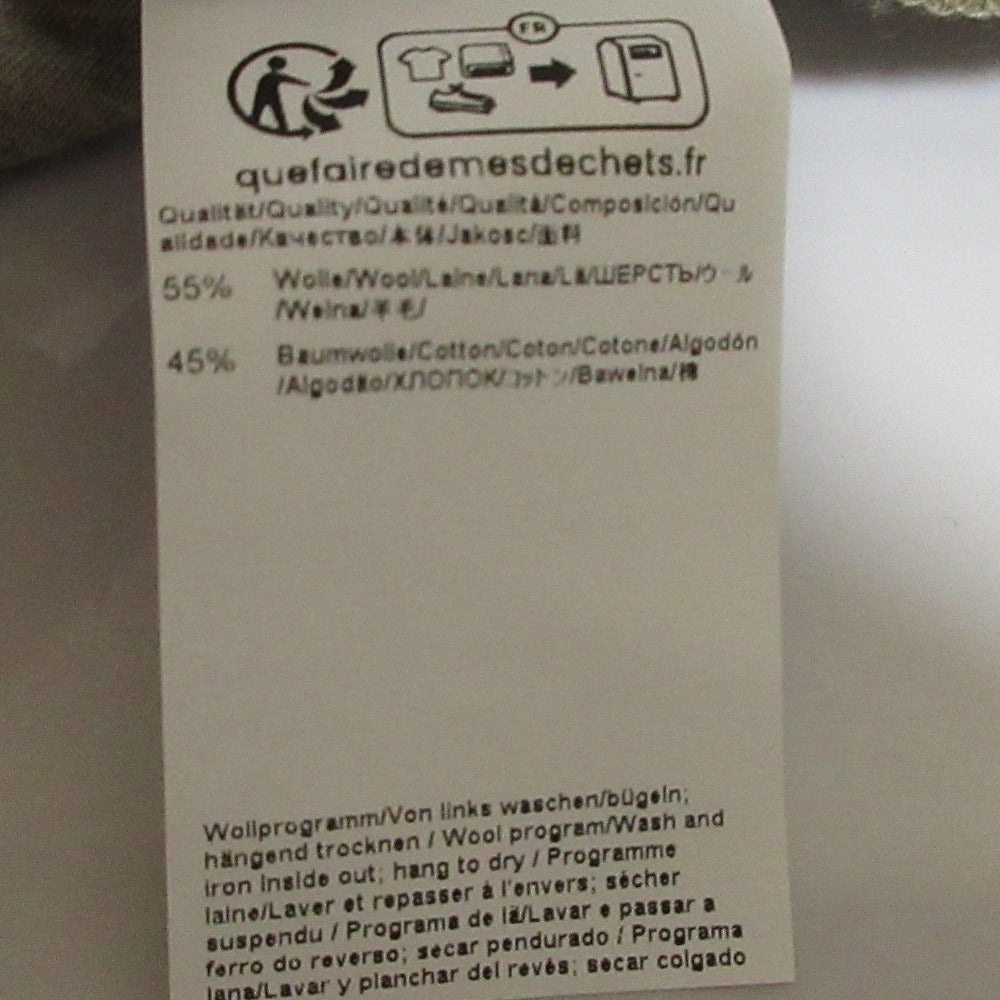 FR
quefairedemesdechets.fr
Qualität/Quality/Qualité/Qualità/Composición/Qu
alidade/Качество/本体/Jakosc/面料
55% Wolle/Wool/Laine/Lana/Lã/ШЕРСТЬ/ウール
/Welna/羊毛/
45% Baumwolle/Cotton/Coton/Cotone/Algodón
/Algodão/ХЛОПОК/コットン/Bawelna/棉
Wollprogramm/Von links waschen/bügeln;
hängend trocknen / Wool program/Wash and
iron inside out; hang to dry / Programme
laine/Laver et repasser à l'envers; sécher
suspendu / Programa de lã/Lavar e passar a
ferro do reverso; secar pendurado / Programa
lana/Lavar y planchar del revés; secar colgado